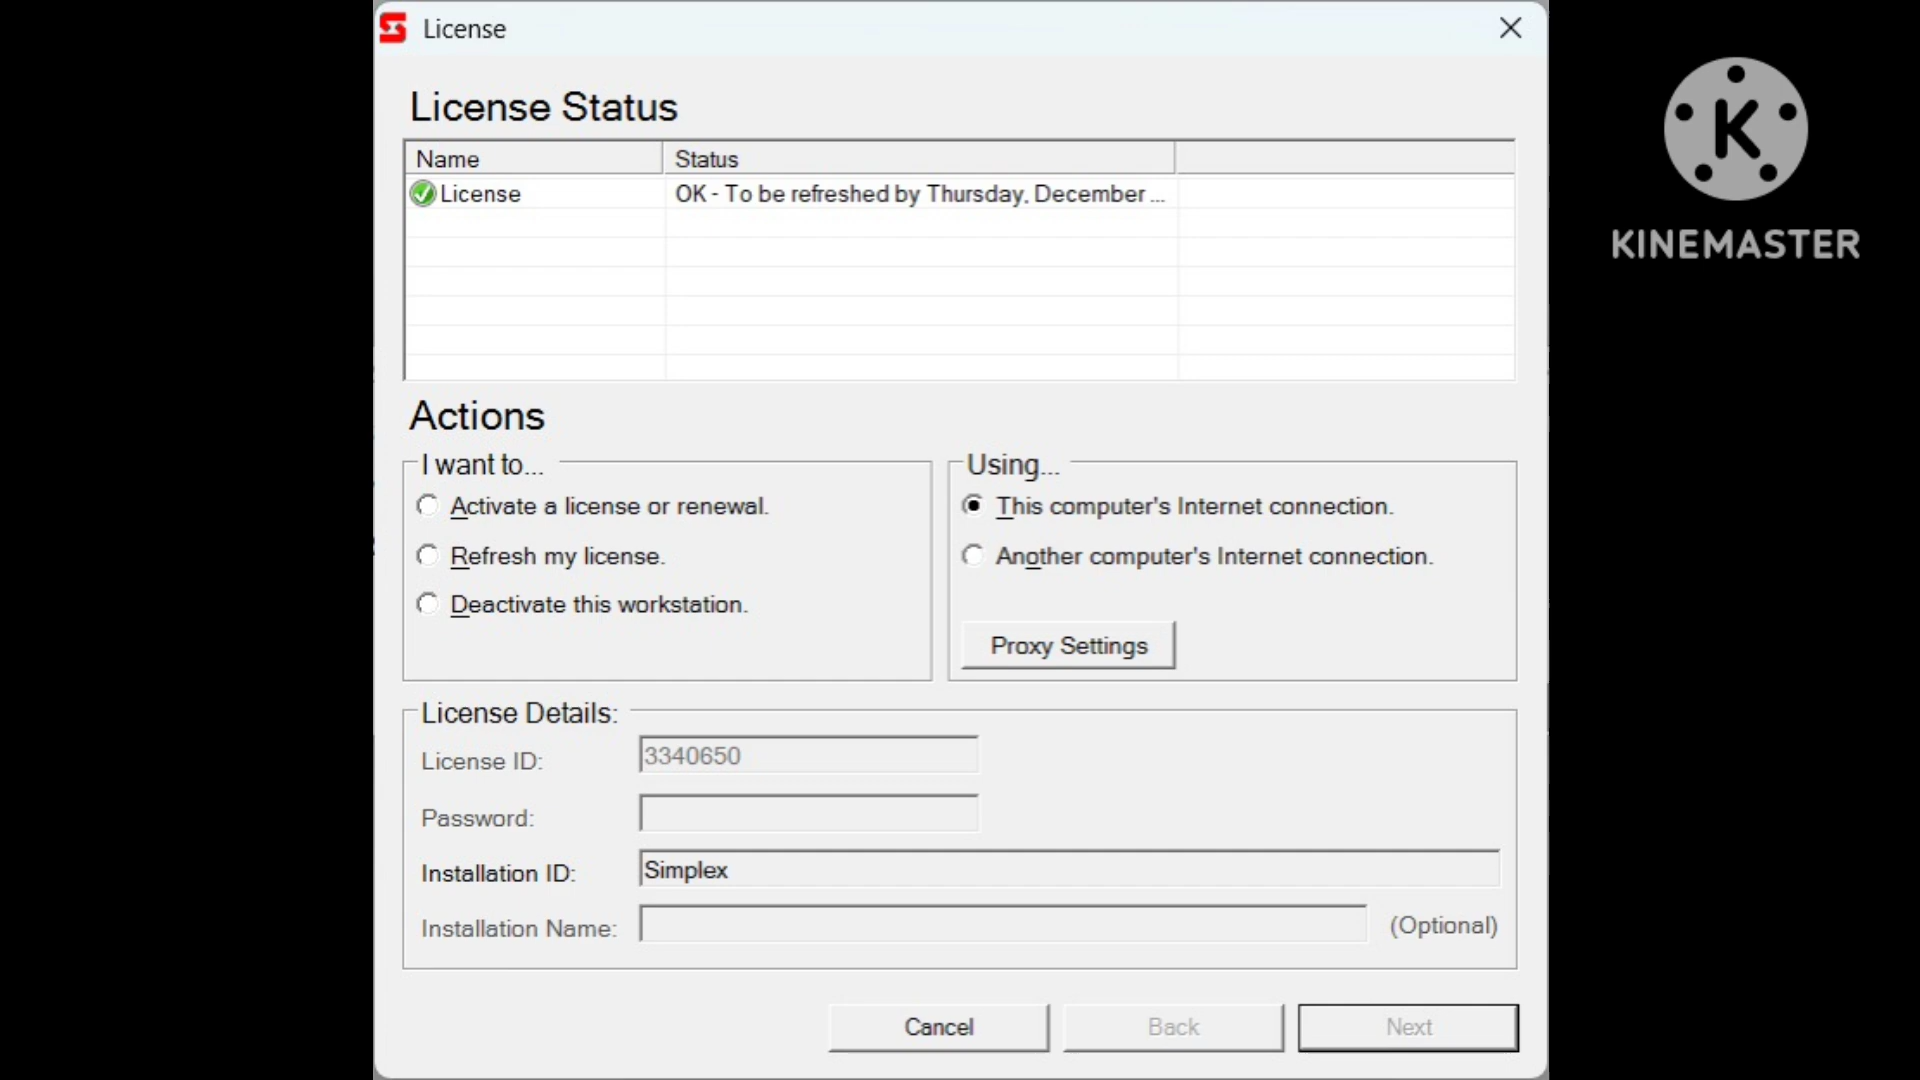 License
License Status
Name Status
License OK - To be refreshed by Thursday, December ...
Actions
I want to... Using...
Activate a license or renewal. This computer's Internet connection.
Refresh my license. Another computer's Internet connection.
Deactivate this workstation.
Proxy Settings
License Details:
License ID: 3340650
Password:
Installation ID: Simplex
Installation Name: (Optional)
Cancel Back Next
K
KINEMASTER